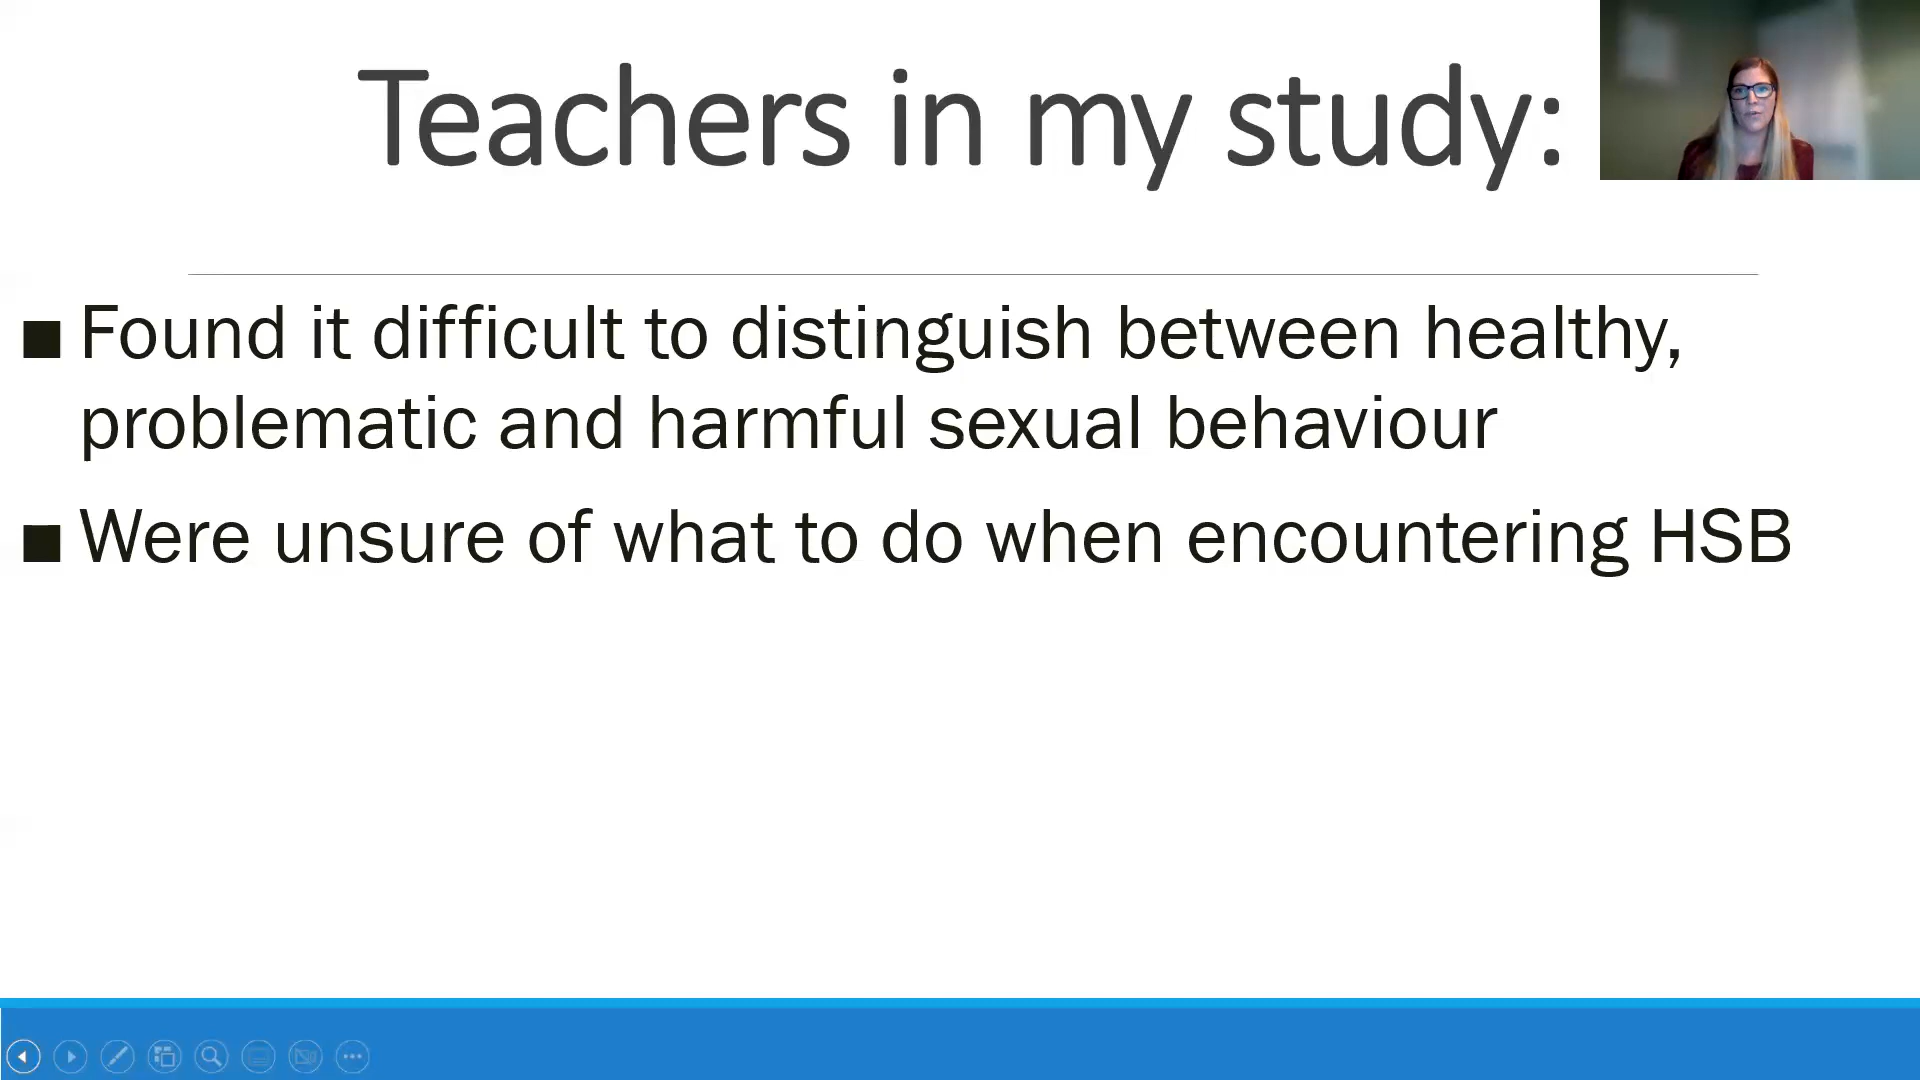 Teachers in my study:
■ Found it difficult to distinguish between healthy,
problematic and harmful sexual behaviour
■ Were unsure of what to do when encountering HSB